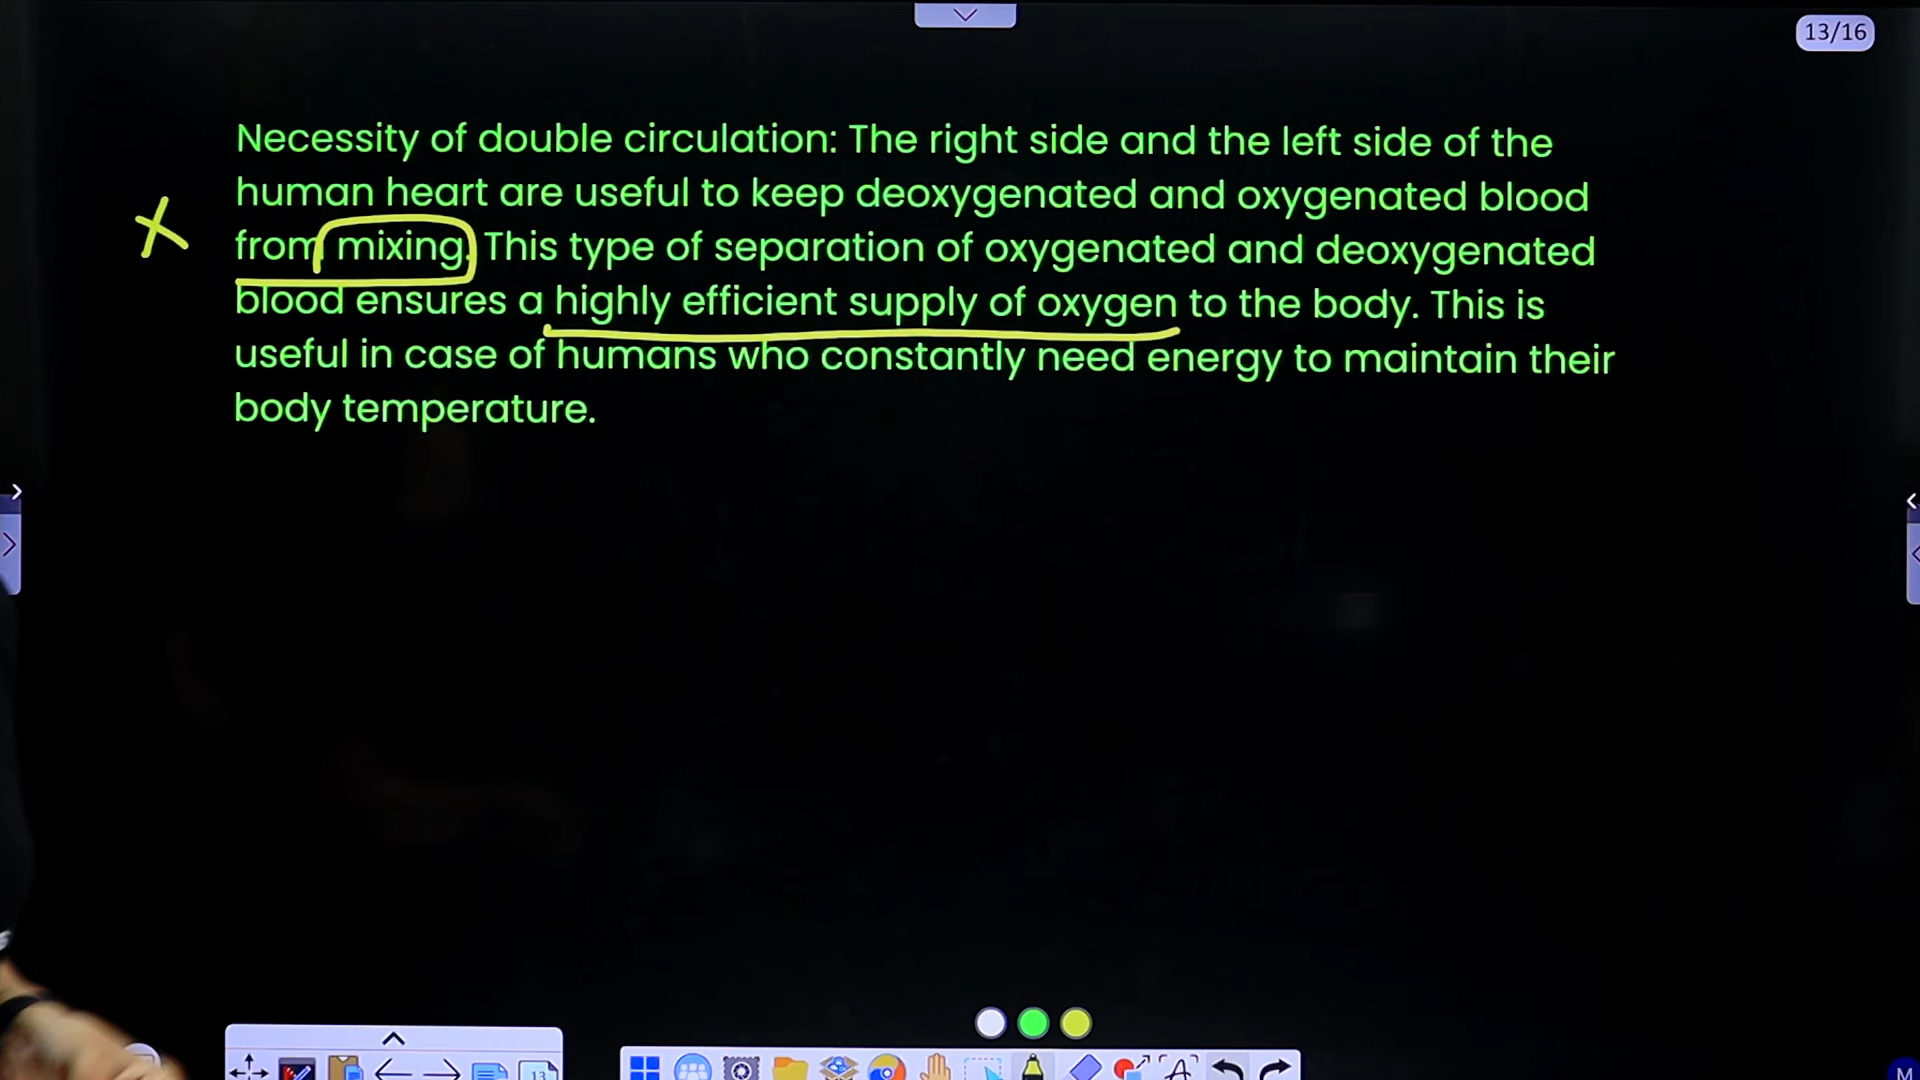 13/16
Necessity of double circulation: The right side and the left side of the
human heart are useful to keep deoxygenated and oxygenated blood
from mixing. This type of separation of oxygenated and deoxygenated
blood ensures a highly efficient supply of oxygen to the body. This is
useful in case of humans who constantly need energy to maintain their
body temperature.
13
M